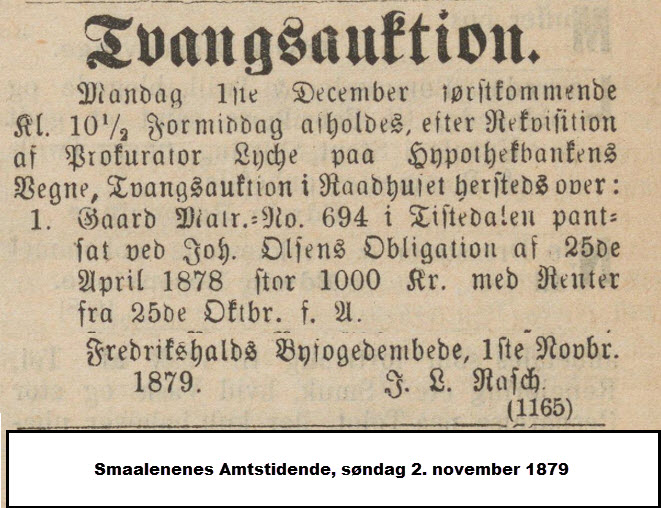 Tvangsauktion.
Mandag 1ste December førstkommende
Kl. 10½ Formiddag afholdes, efter Rekvisition
af Prokurator Lyche paa Hypothekbankens
Vegne, Tvangsauktion i Raadhuset hersteds over:
1. Gaard Matr.=No. 694 i Tistedalen pant=
sat ved Joh. Olsens Obligation af 25de
April 1878 stor 1000 Kr. med Renter
fra 25de Oktbr. f. A.
Fredrikshalds Byfogedembede, 1ste Novbr.
1879. J. L. Rasch.
(1165)
Smaalenenes Amtstidende, søndag 2. november 1879